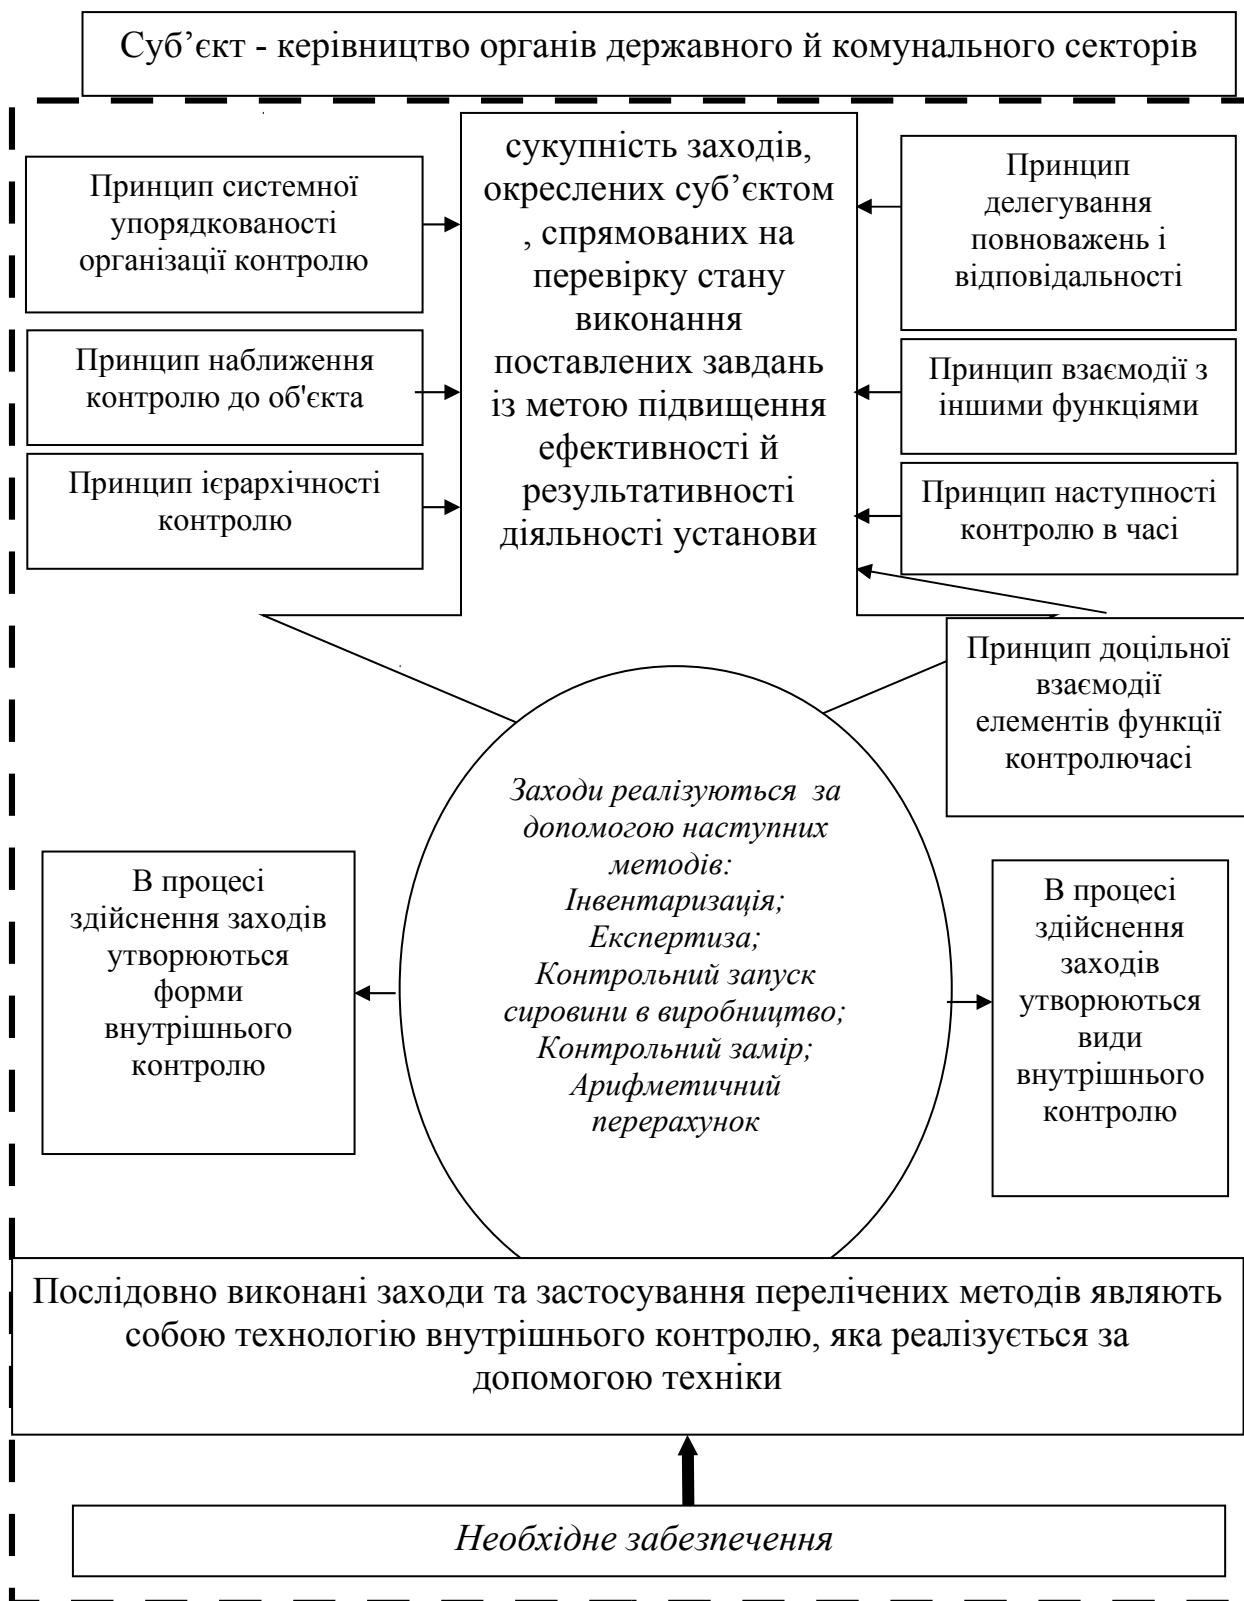 Суб’єкт - керівництво органів державного й комунального секторів
Принцип системної
упорядкованості
організації контролю
Принцип наближення
контролю до об'єкта
Принцип ієрархічності
контролю
сукупність заходів,
окреслених суб’єктом
, спрямованих на
перевірку стану
виконання
поставлених завдань
із метою підвищення
ефективності й
результативності
діяльності установи
Принцип
делегування
повноважень і
відповідальності
Принцип взаємодії з
іншими функціями
Принцип наступності
контролю в часі
Принцип доцільної
взаємодії
елементів функції
контролючасі
Заходи реалізуються за
допомогою наступних
методів:
Інвентаризація;
Експертиза;
Контрольний запуск
сировини в виробництво;
Контрольний замір;
Арифметичний
перерахунок
В процесі
здійснення заходів
утворюються
форми
внутрішнього
контролю
В процесі
здійснення
заходів
утворюються
види
внутрішнього
контролю
Послідовно виконані заходи та застосування перелічених методів являють
собою технологію внутрішнього контролю, яка реалізується за
допомогою техніки
Необхідне забезпечення